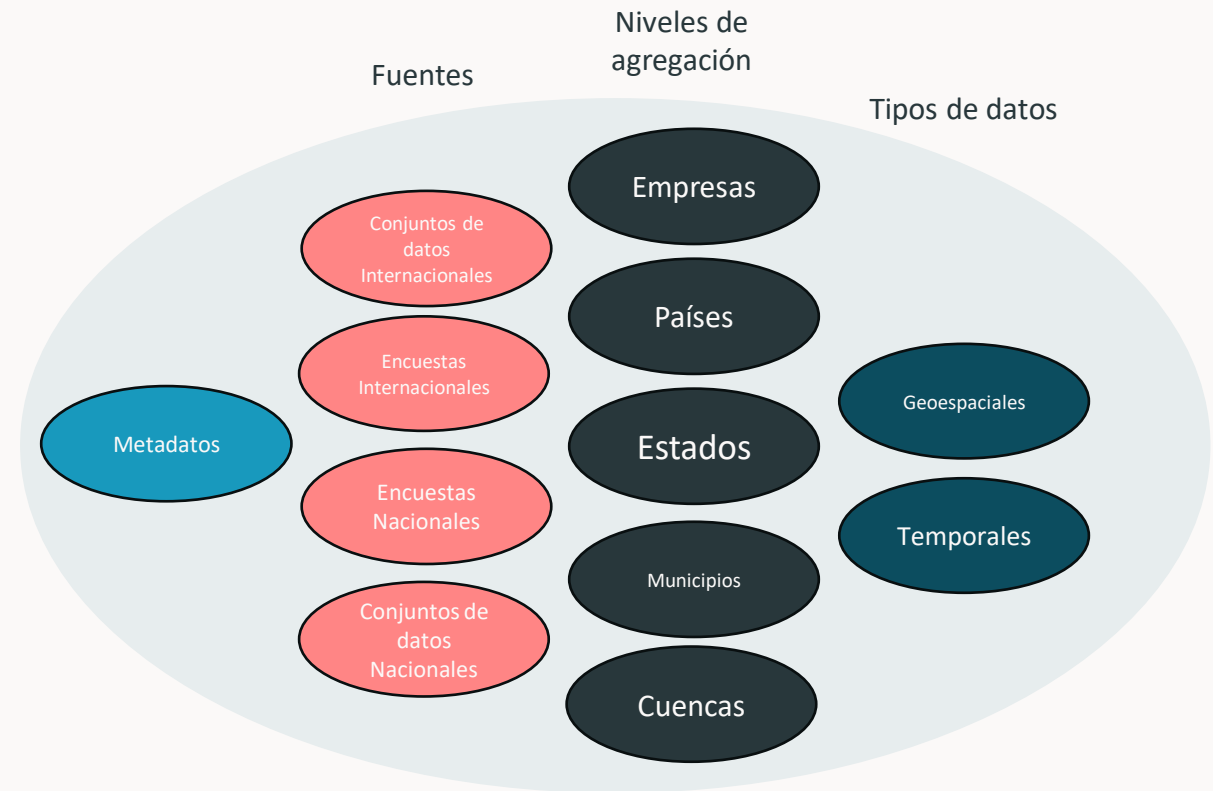 Niveles de
agregación
Fuentes
Tipos de datos
Metadatos
Conjuntos de
datos
Internacionales
Encuestas
Internacionales
Encuestas
Nacionales
Conjuntos de
datos
Nacionales
Empresas
Países
Estados
Municipios
Cuencas
Geoespaciales
Temporales